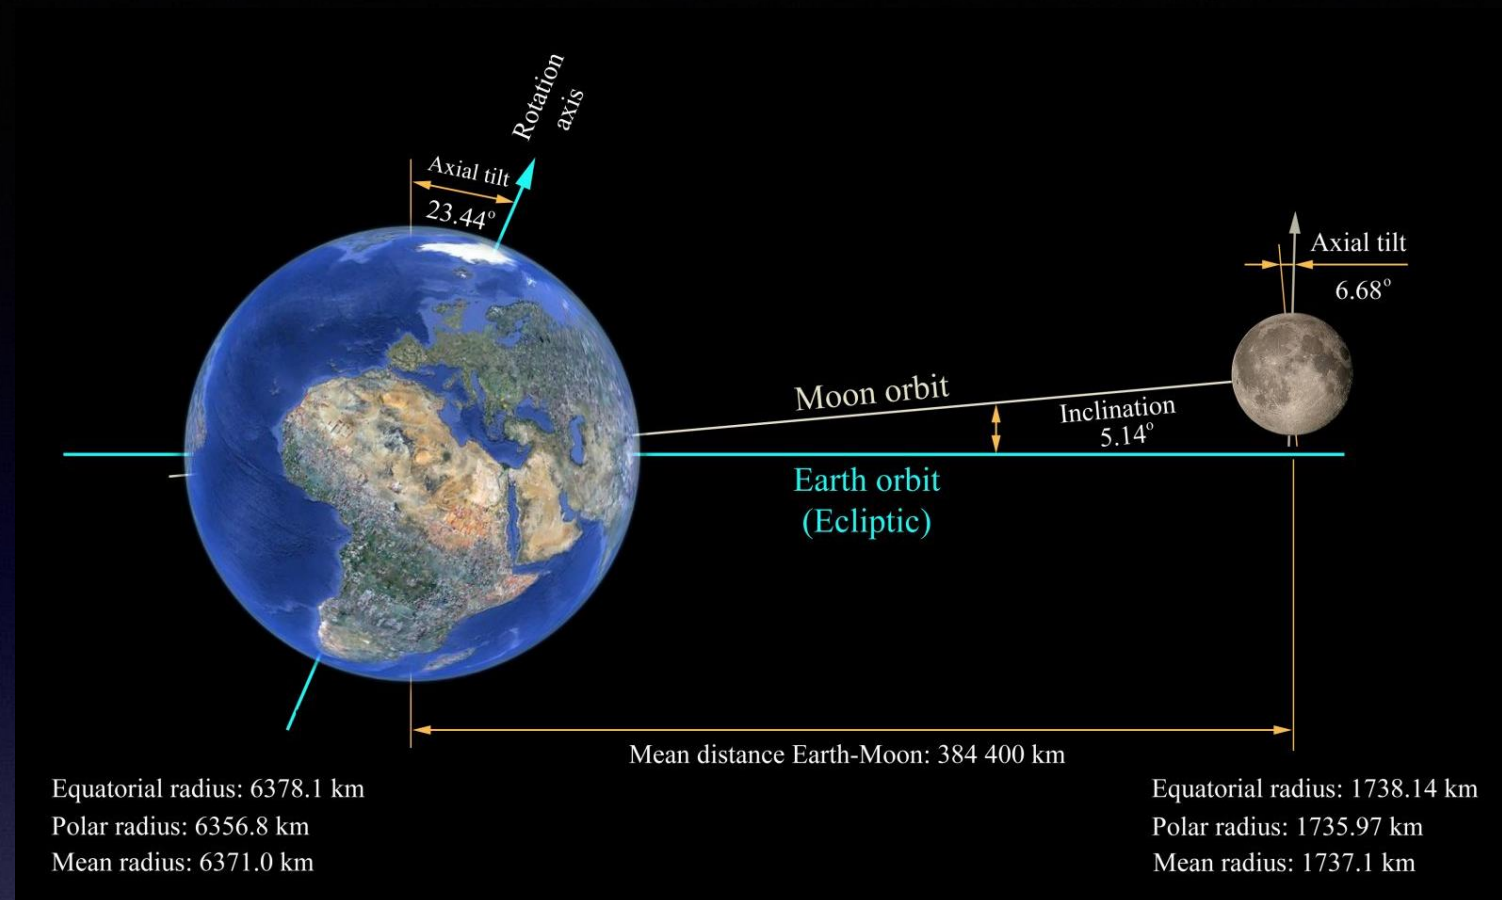 Rotation
axis
Axial tilt
23.44°
Axial tilt
6.68°
Moon orbit
Inclination
5.14°
Earth orbit
(Ecliptic)
Mean distance Earth-Moon: 384 400 km
Equatorial radius: 6378.1 km
Polar radius: 6356.8 km
Mean radius: 6371.0 km
Equatorial radius: 1738.14 km
Polar radius: 1735.97 km
Mean radius: 1737.1 km